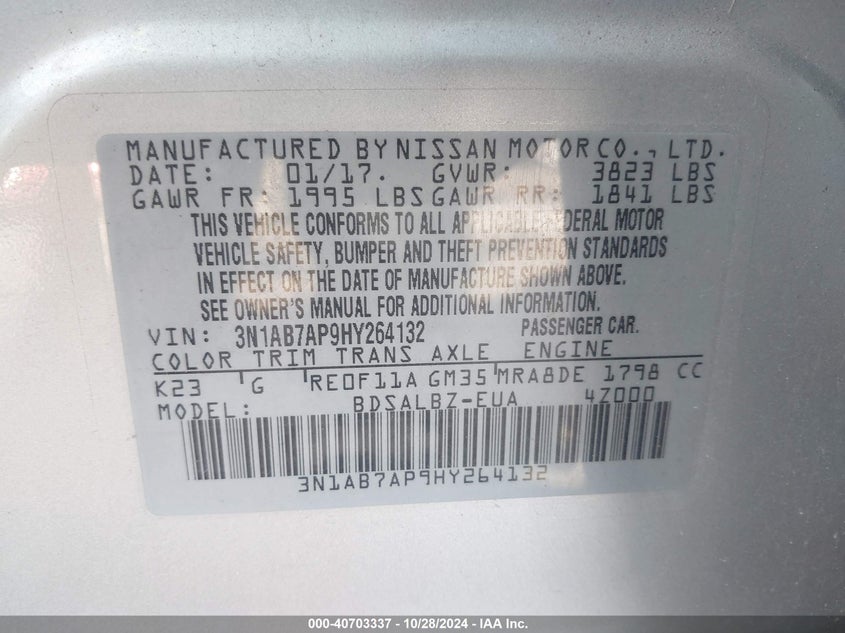 MANUFACTURED BY NISSAN MOTOR CO., LTD.
DATE: 01/17. GVWR: 3823 LBS
GAWR FR: 1995 LBS GAWR RR: 1841 LBS
THIS VEHICLE CONFORMS TO ALL APPLICABLE FEDERAL MOTOR
VEHICLE SAFETY, BUMPER AND THEFT PREVENTION STANDARDS
IN EFFECT ON THE DATE OF MANUFACTURE SHOWN ABOVE.
SEE OWNER'S MANUAL FOR ADDITIONAL INFORMATION.
VIN: 3N1AB7AP9HY264132 PASSENGER CAR.
COLOR TRIM TRANS AXLE ENGINE
K23 G RE0F11A GM35 MRA8DE 1798 CC
MODEL: BDSALBZ-EUA 4Z000
3N1AB7AP9HY264132
000-40703337 - 10/28/2024 - IAA Inc.